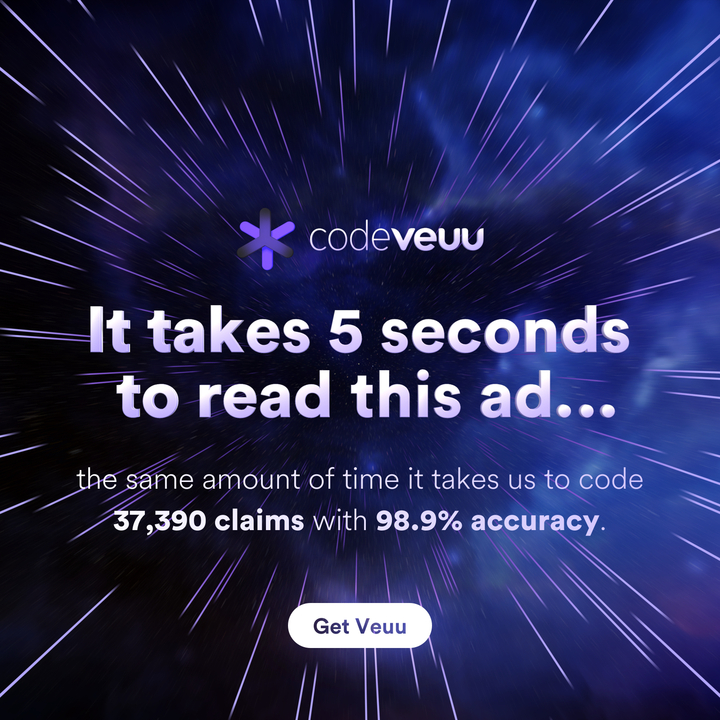 codeveuu
It takes 5 seconds
to read this ad...
the same amount of time it takes us to code
37,390 claims with 98.9% accuracy.
Get Veuu